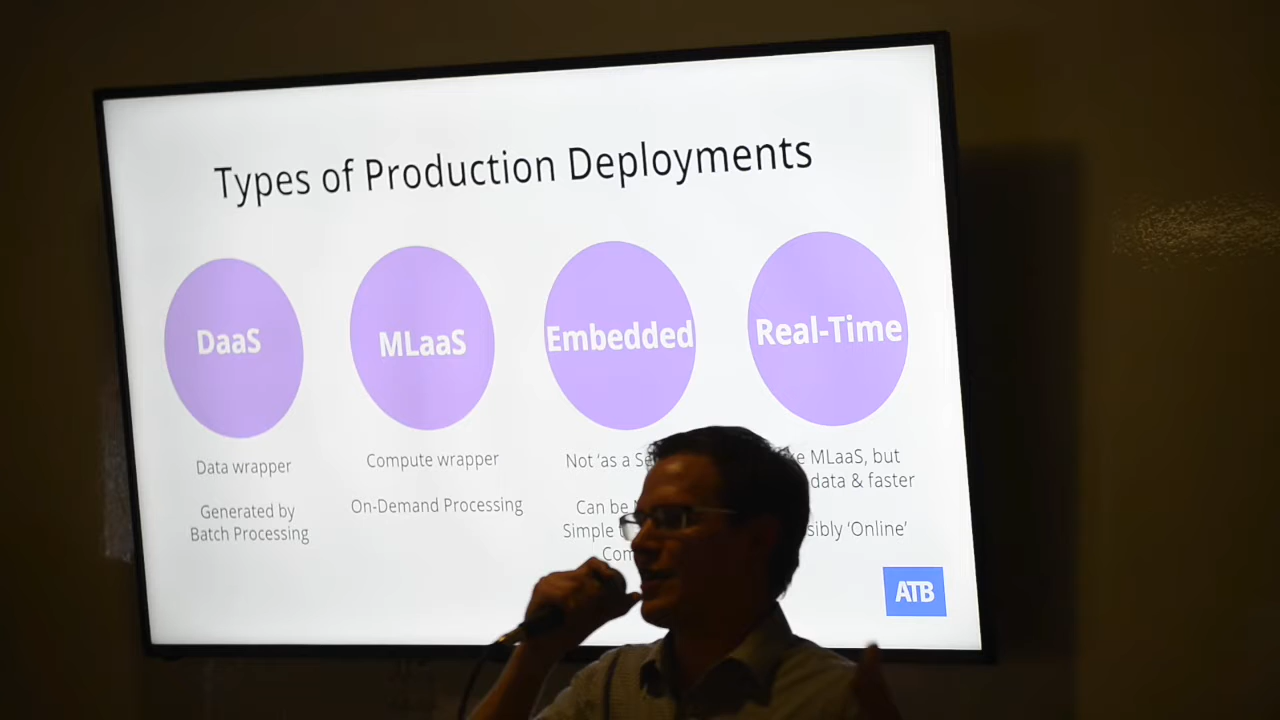 Types of Production Deployments
DaaS
MLaaS
Embedded
Real-Time
Data wrapper
Generated by
Batch Processing
Compute wrapper
On-Demand Processing
Not 'as a
Can be
Simple
MLaaS, but
data & faster
'Online'
ATB